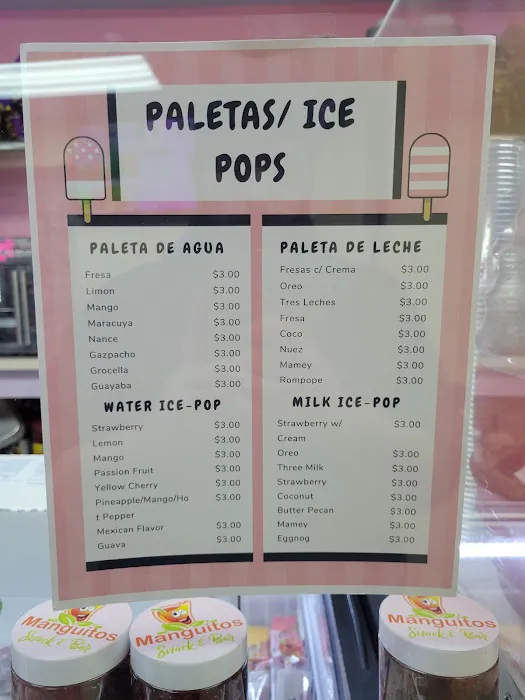 PALETAS/ ICE
POPS
PALETA DE AGUA
Fresa $3.00
Limon $3.00
Mango $3.00
Maracuya $3.00
Nance $3.00
Gazpacho $3.00
Grocella $3.00
Guayaba $3.00
WATER ICE-POP
Strawberry $3.00
Lemon $3.00
Mango $3.00
Passion Fruit $3.00
Yellow Cherry $3.00
Pineapple/Mango/Ho $3.00
t Pepper
Mexican Flavor $3.00
Guava $3.00
PALETA DE LECHE
Fresas c/ Crema $3.00
Oreo $3.00
Tres Leches $3.00
Fresa $3.00
Coco $3.00
Nuez $3.00
Mamey $3.00
Rompope $3.00
MILK ICE-POP
Strawberry w/ $3.00
Cream
Oreo $3.00
Three Milk $3.00
Strawberry $3.00
Coconut $3.00
Butter Pecan $3.00
Mamey $3.00
Eggnog $3.00
Manguitos
Snack & Bar
Manguitos
Snack & Bar
Manguitos
Snack & Bar